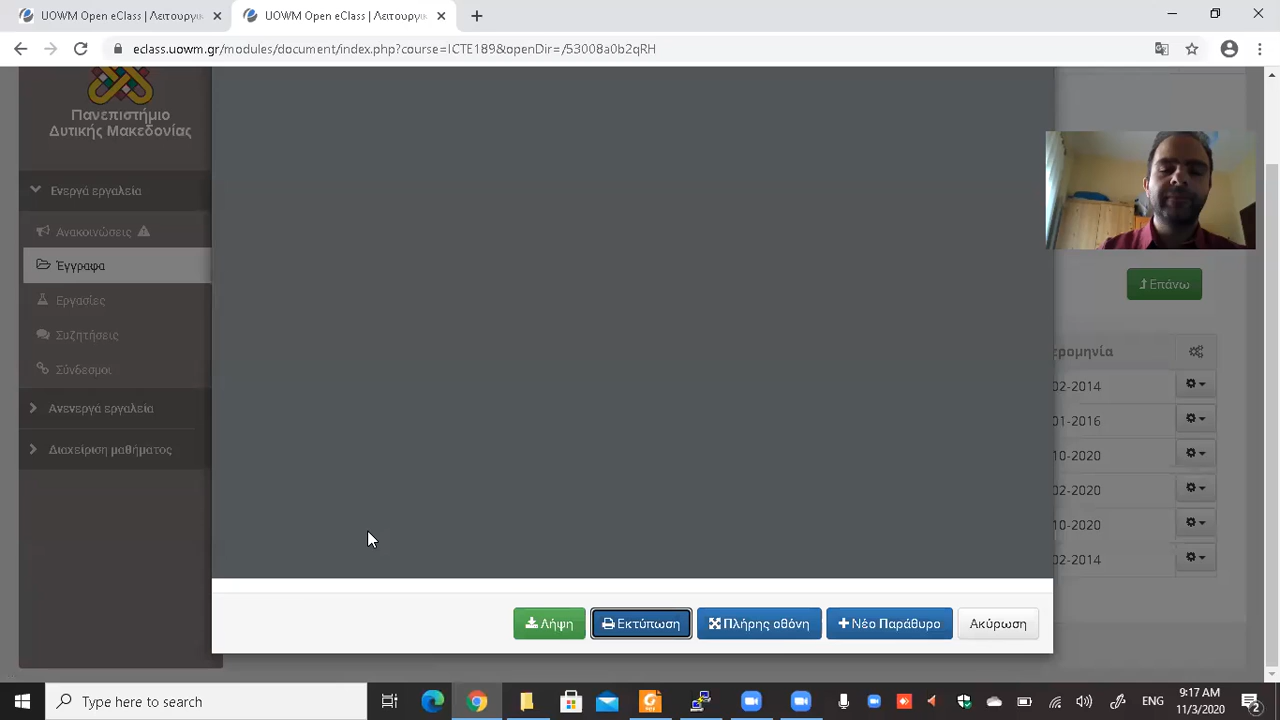 UOWM Open eClass | Λειτουργικ
UOWM Open eClass | Λειτουργικ
eclass.uowm.gr/modules/document/index.php?course=ICTE189&openDir=/53008a0b2qRH
Πανεπιστήμιο
Δυτικής Μακεδονίας
Ενεργά εργαλεία
Ανακοινώσεις
Έγγραφα
Εργασίες
Συζητήσεις
Σύνδεσμοι
Ανενεργά εργαλεία
Διαχείριση μαθήματος
Επάνω
ερομηνία
02-2014
01-2016
10-2020
02-2020
10-2020
02-2014
Λήψη
Εκτύπωση
Πλήρης οθόνη
Νέο Παράθυρο
Ακύρωση
Type here to search
ENG
9:17 AM
11/3/2020
2